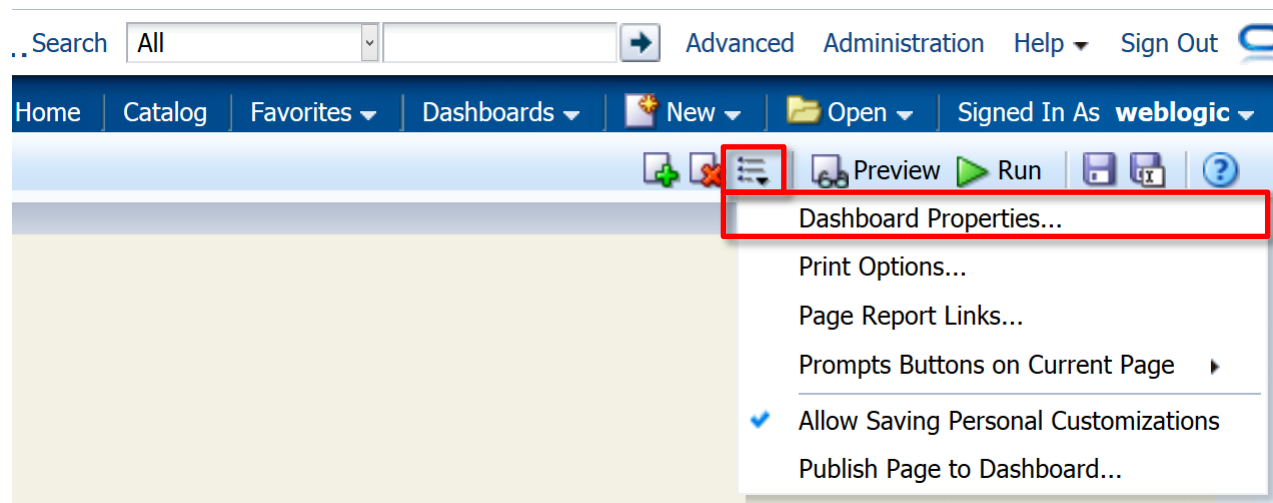 ..Search All Advanced Administration Help Sign Out
Home Catalog Favorites Dashboards New Open Signed In As weblogic
Preview Run
Dashboard Properties...
Print Options...
Page Report Links...
Prompts Buttons on Current Page
Allow Saving Personal Customizations
Publish Page to Dashboard...